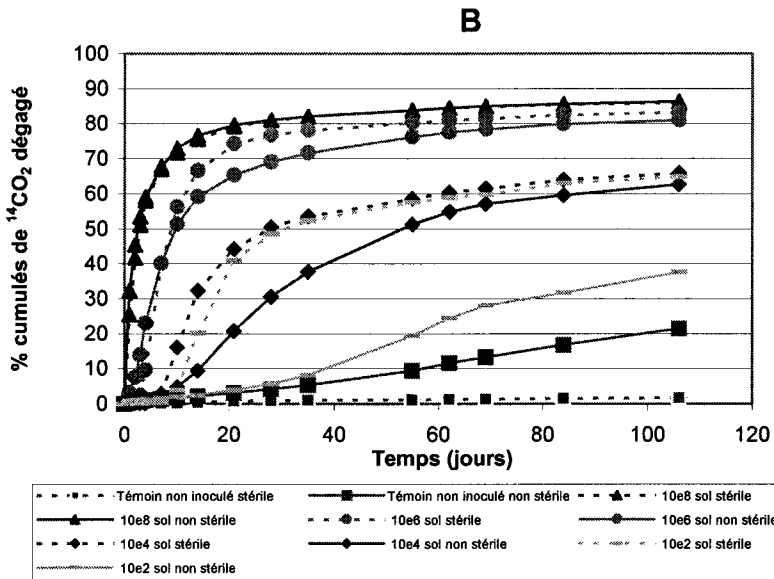 B
% cumulés de ¹⁴CO₂ dégagé
100
90
80
70
60
50
40
30
20
10
0
0 20 40 60 80 100 120
Temps (jours)
Témoin non inoculé stérile Témoin non inoculé non stérile 10e8 sol stérile
10e8 sol non stérile 10e6 sol stérile 10e6 sol non stérile
10e4 sol stérile 10e4 sol non stérile 10e2 sol stérile
10e2 sol non stérile